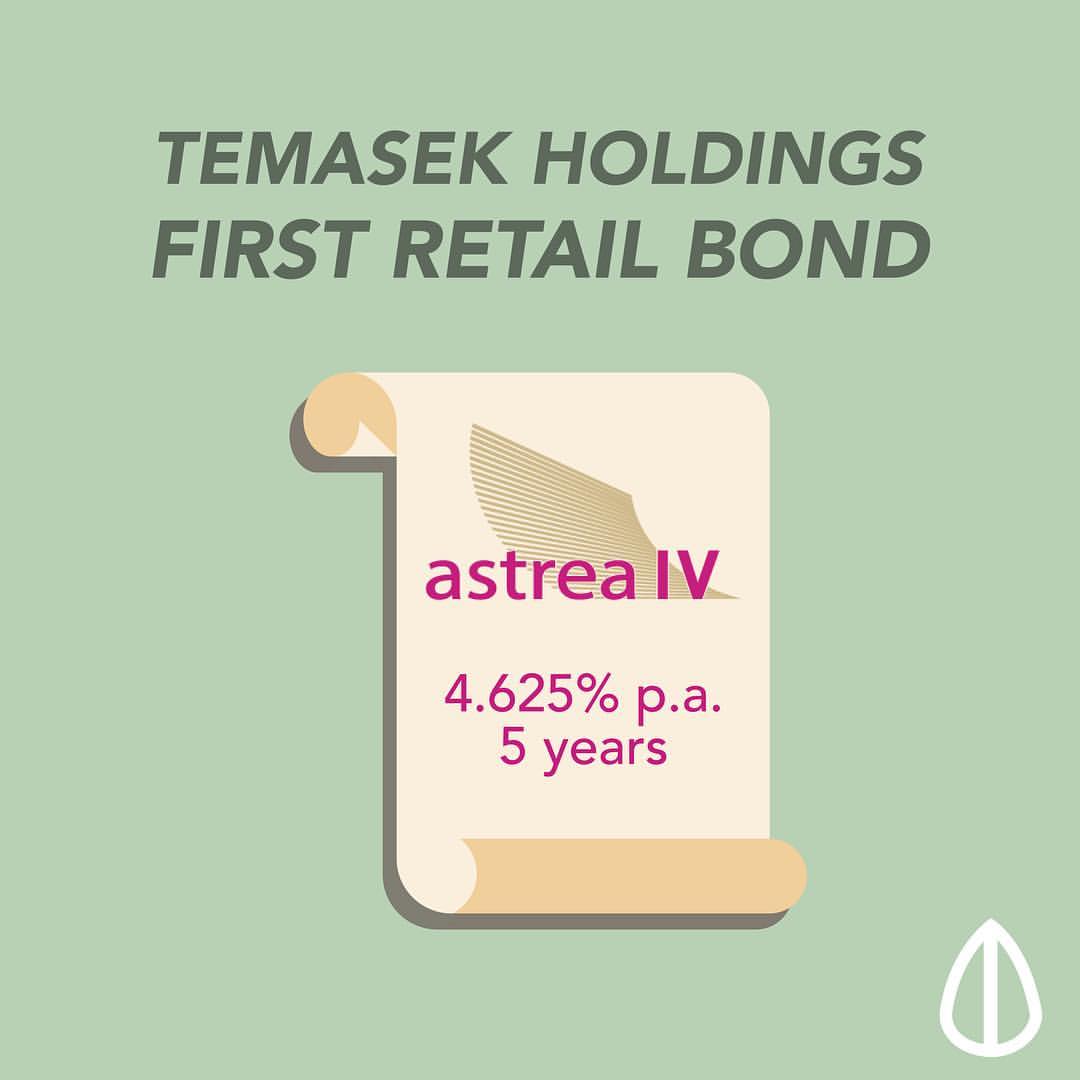 TEMASEK HOLDINGS
FIRST RETAIL BOND
astrea IV
4.625% p.a.
5 years